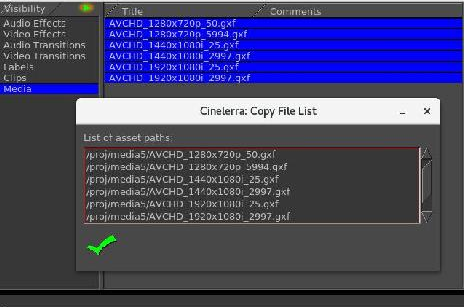 Visibility
Title
Comments
Audio Effects
Video Effects
Audio Transitions
Video Transitions
Labels
Clips
Media
AVCHD_1280x720p_50.gxf
AVCHD_1280x720p_5994.gxf
AVCHD_1440x1080i_25.gxf
AVCHD_1440x1080i_2997.gxf
AVCHD_1920x1080i_25.gxf
AVCHD_1920x1080i_2997.gxf
Cinelerra: Copy File List
List of asset paths:
/proj/media5/AVCHD_1280x720p_50.gxf
/proj/media5/AVCHD_1280x720p_5994.gxf
/proj/media5/AVCHD_1440x1080i_25.gxf
/proj/media5/AVCHD_1440x1080i_2997.gxf
/proj/media5/AVCHD_1920x1080i_25.gxf
/proj/media5/AVCHD_1920x1080i_2997.gxf